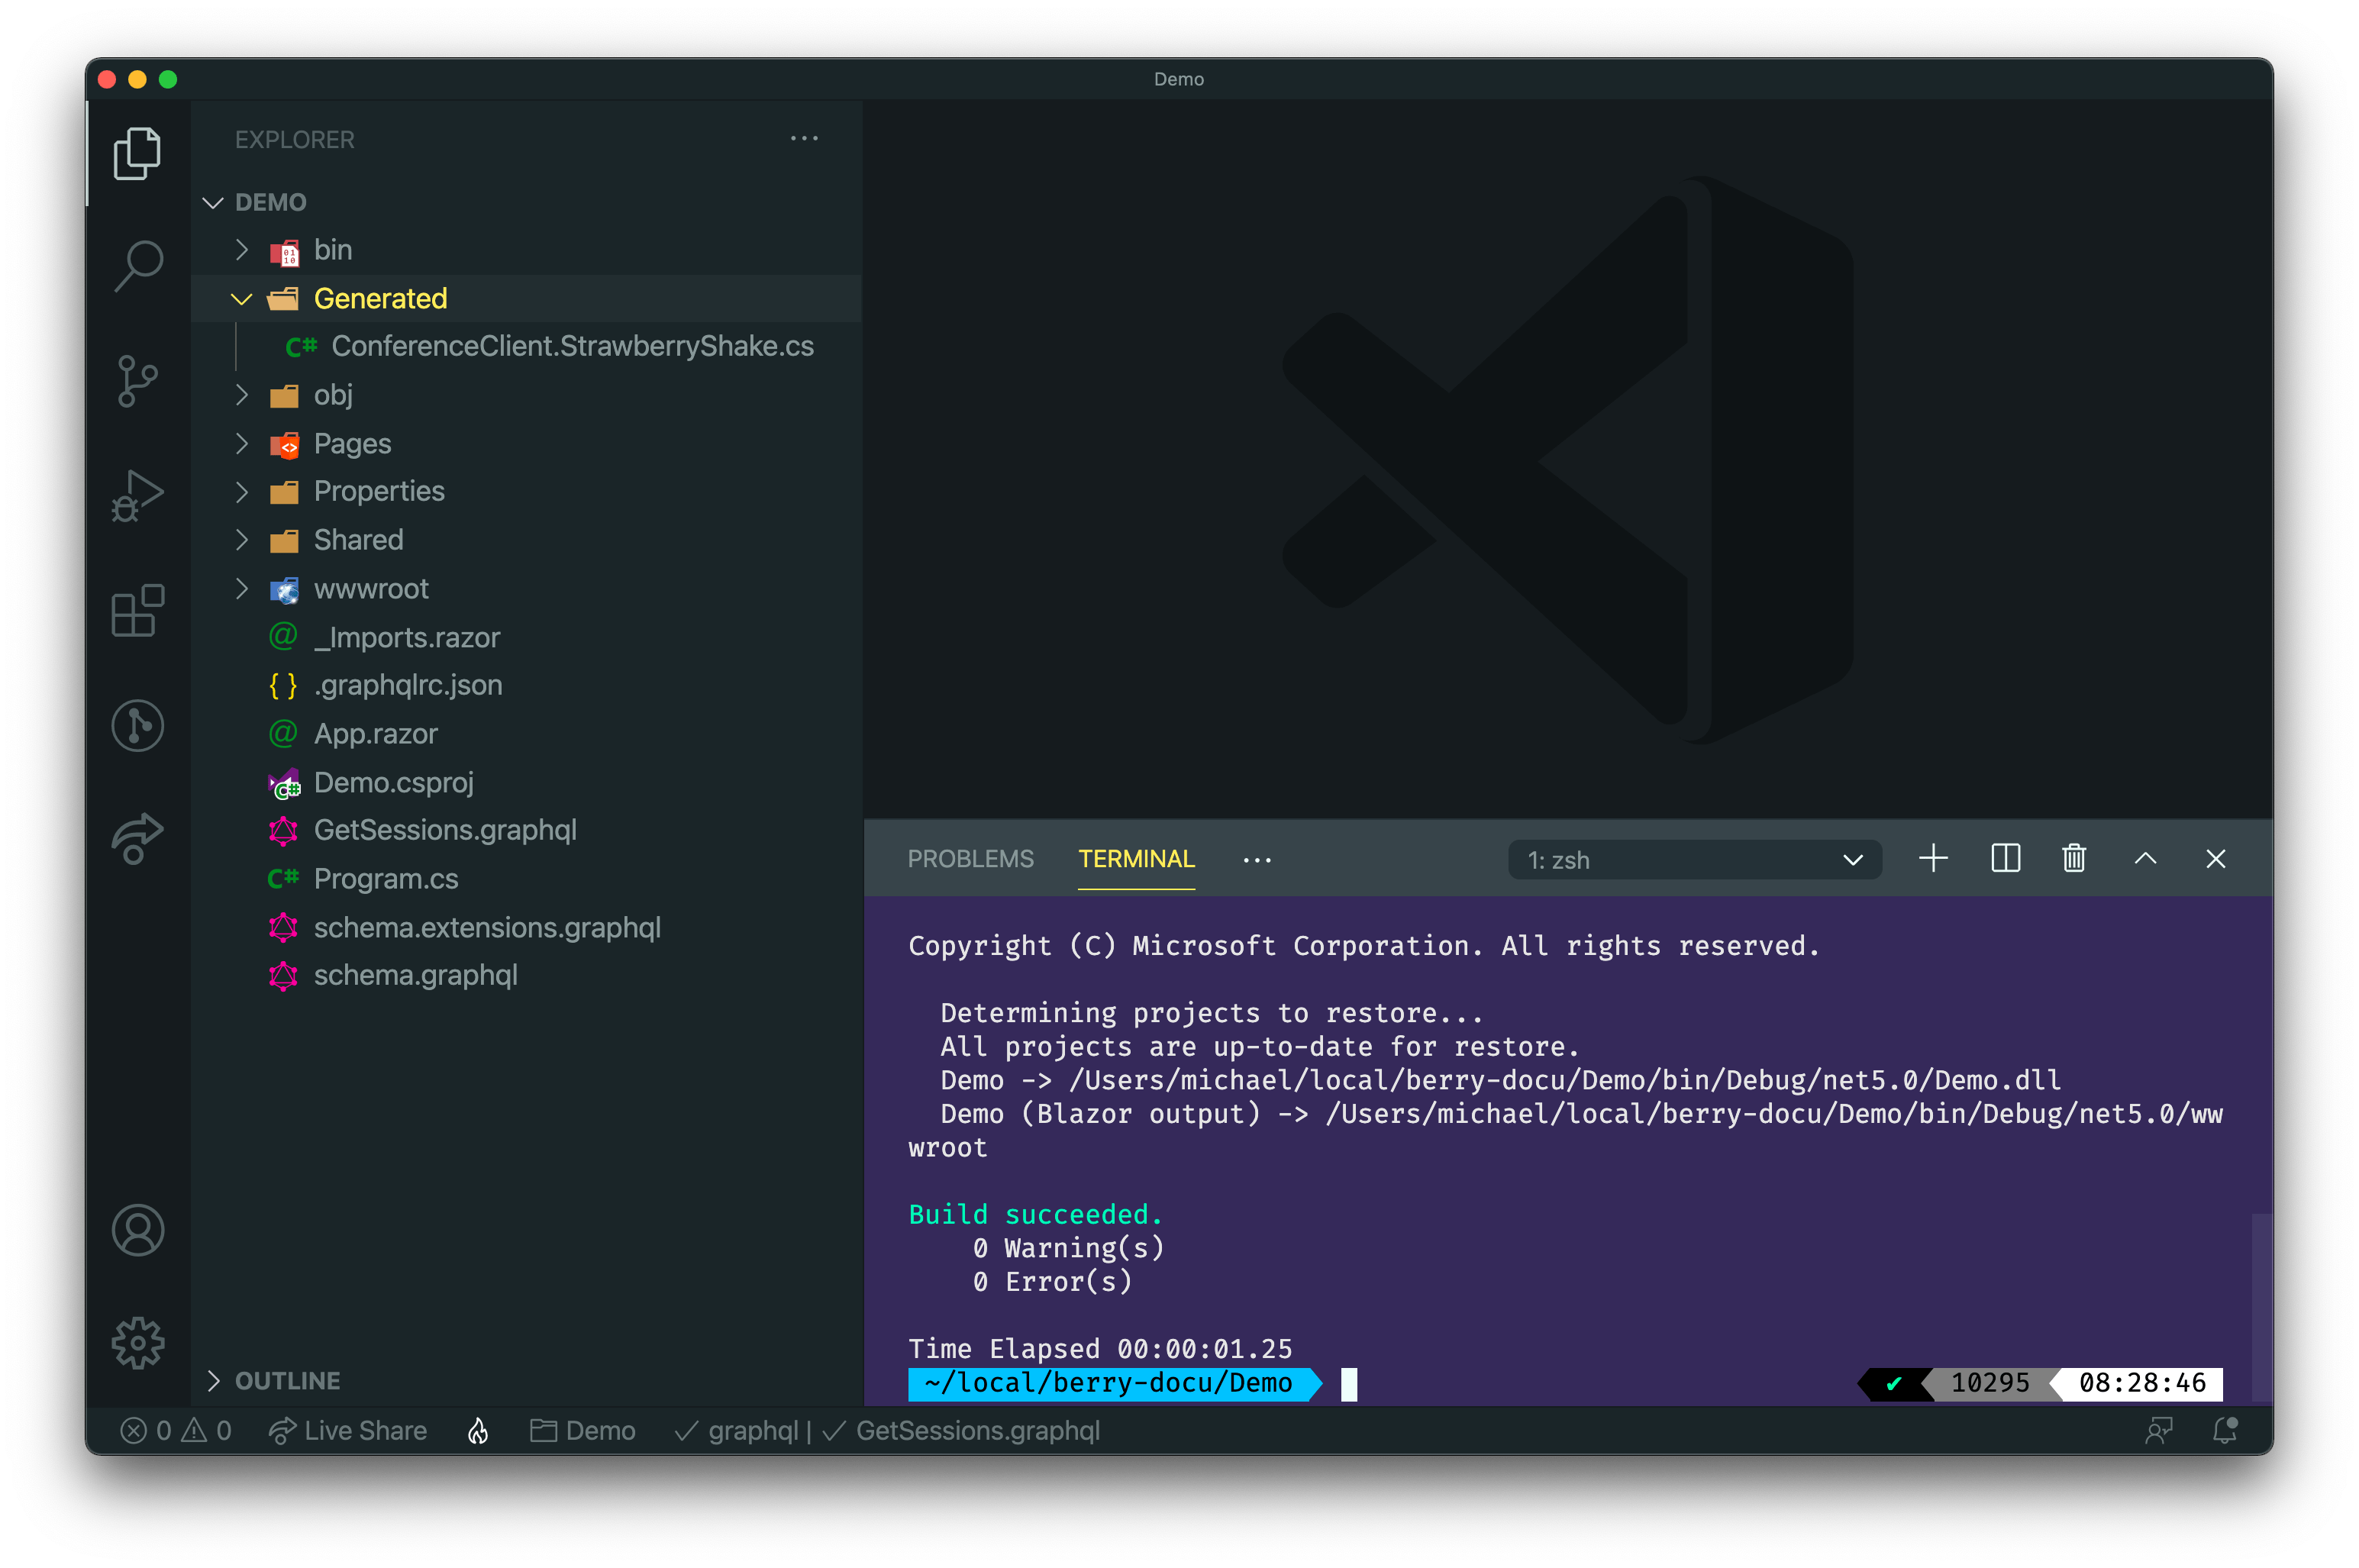 Demo
EXPLORER
DEMO
bin
Generated
ConferenceClient.StrawberryShake.cs
obj
Pages
Properties
Shared
wwwroot
_Imports.razor
.graphqlrc.json
App.razor
Demo.csproj
GetSessions.graphql
Program.cs
schema.extensions.graphql
schema.graphql
OUTLINE
PROBLEMS TERMINAL ··· 1: zsh
Copyright (C) Microsoft Corporation. All rights reserved.
Determining projects to restore...
All projects are up-to-date for restore.
Demo -> /Users/michael/local/berry-docu/Demo/bin/Debug/net5.0/Demo.dll
Demo (Blazor output) -> /Users/michael/local/berry-docu/Demo/bin/Debug/net5.0/ww
wroot
Build succeeded.
0 Warning(s)
0 Error(s)
Time Elapsed 00:00:01.25
~/local/berry-docu/Demo ✔ 10295 08:28:46
0 0 Live Share Demo ✓ graphql | ✓ GetSessions.graphql